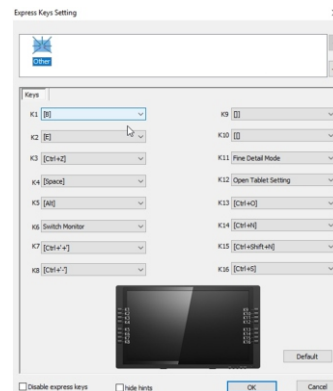 Express Keys Setting
Other
Keys
K1 [B]
K2 [E]
K3 [Ctrl+Z]
K4 [Space]
K5 [Alt]
K6 Switch Monitor
K7 [Ctrl+'+']
K8 [Ctrl+'-']
K9 []]
K10 [[]
K11 Fine Detail Mode
K12 Open Tablet Setting
K13 [Ctrl+O]
K14 [Ctrl+N]
K15 [Ctrl+Shift+N]
K16 [Ctrl+S]
Default
Disable express keys
hide hints
OK
Cancel